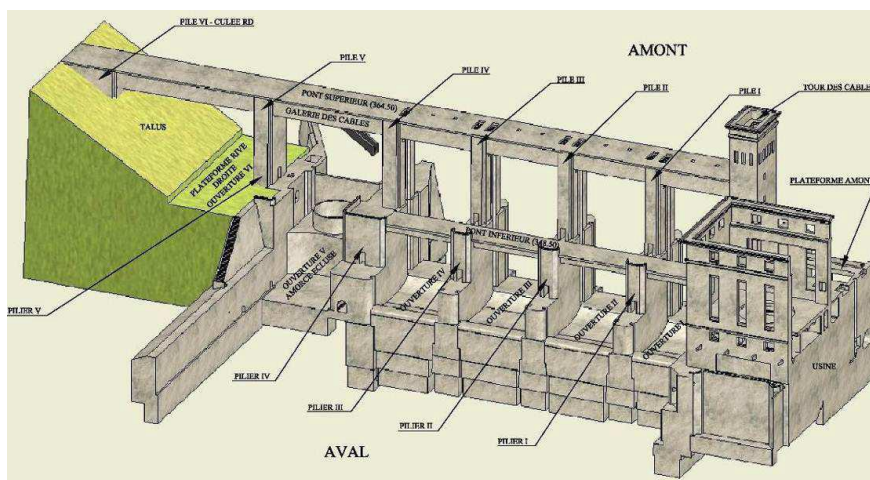 PILE VI - CULEE RD
PILE V
PILE IV
PILE III
AMONT
PILE II
PILE I
TOUR DES CABLE
PONT SUPERIEUR (364.50)
GALERIE DES CABLES
TALUS
PLATEFORME RIVE
DROITE
OUVERTURE VI
PLATEFORME AMONT
PONT INFERIEUR (348.50)
OUVERTURE V
AMORCE ECLUSE
OUVERTURE IV
OUVERTURE III
OUVERTURE II
OUVERTURE
PILIER V
USINE
PILIER IV
PILIER III
PILIER II
PILIER I
AVAL